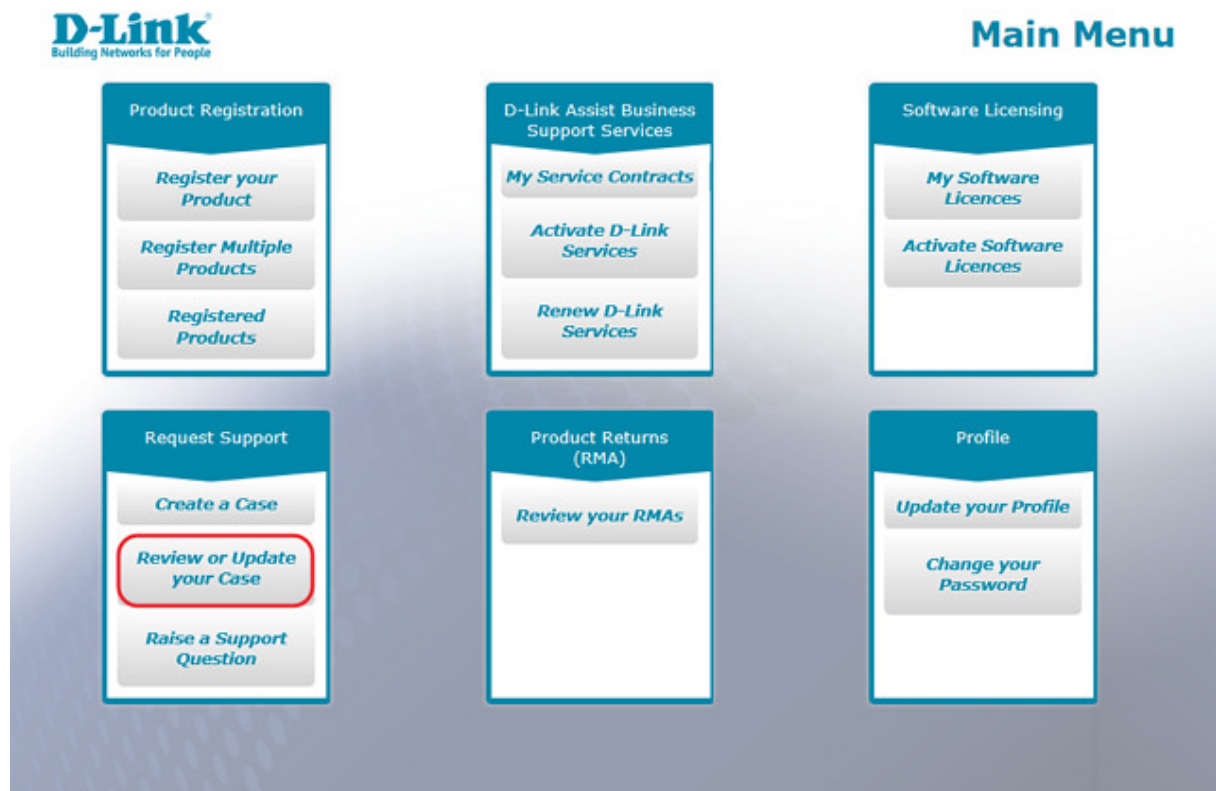 D-Link
Building Networks for People
Main Menu
Product Registration
Register your
Product
Register Multiple
Products
Registered
Products
D-Link Assist Business
Support Services
My Service Contracts
Activate D-Link
Services
Renew D-Link
Services
Software Licensing
My Software
Licences
Activate Software
Licences
Request Support
Create a Case
Review or Update
your Case
Raise a Support
Question
Product Returns
(RMA)
Review your RMAs
Profile
Update your Profile
Change your
Password